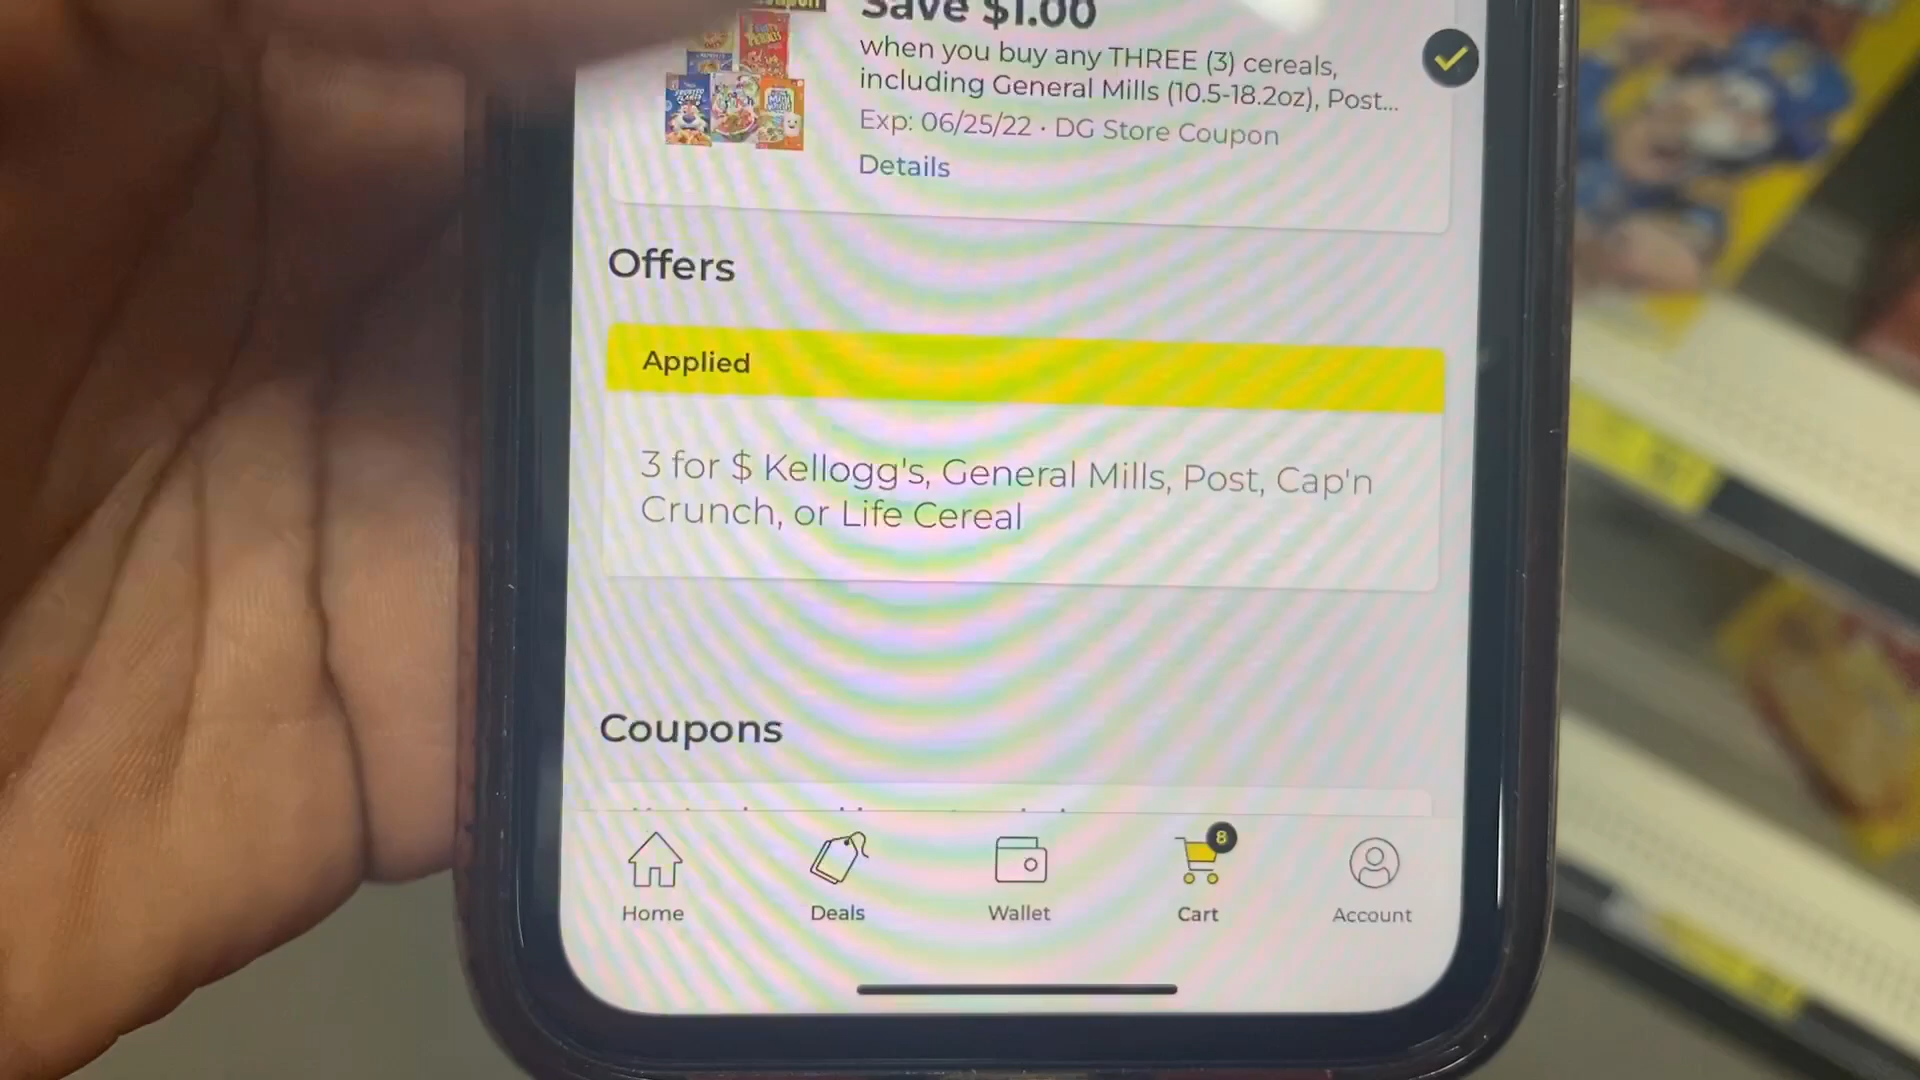 Save $1.00
when you buy any THREE (3) cereals,
including General Mills (10.5-18.2oz), Post...
Exp: 06/25/22 · DG Store Coupon
Details
Offers
Applied
3 for $ Kellogg's, General Mills, Post, Cap'n
Crunch, or Life Cereal
Coupons
8
Home
Deals
Wallet
Cart
Account